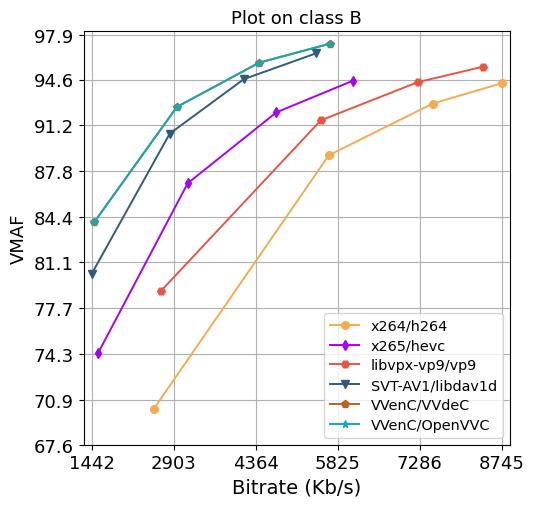 Plot on class B
97.9
94.6
91.2
87.8
84.4
81.1
77.7
74.3
70.9
67.6
VMAF
x264/h264
x265/hevc
libvpx-vp9/vp9
SVT-AV1/libdav1d
VVenC/VVdeC
VVenC/OpenVVC
1442 2903 4364 5825 7286 8745
Bitrate (Kb/s)